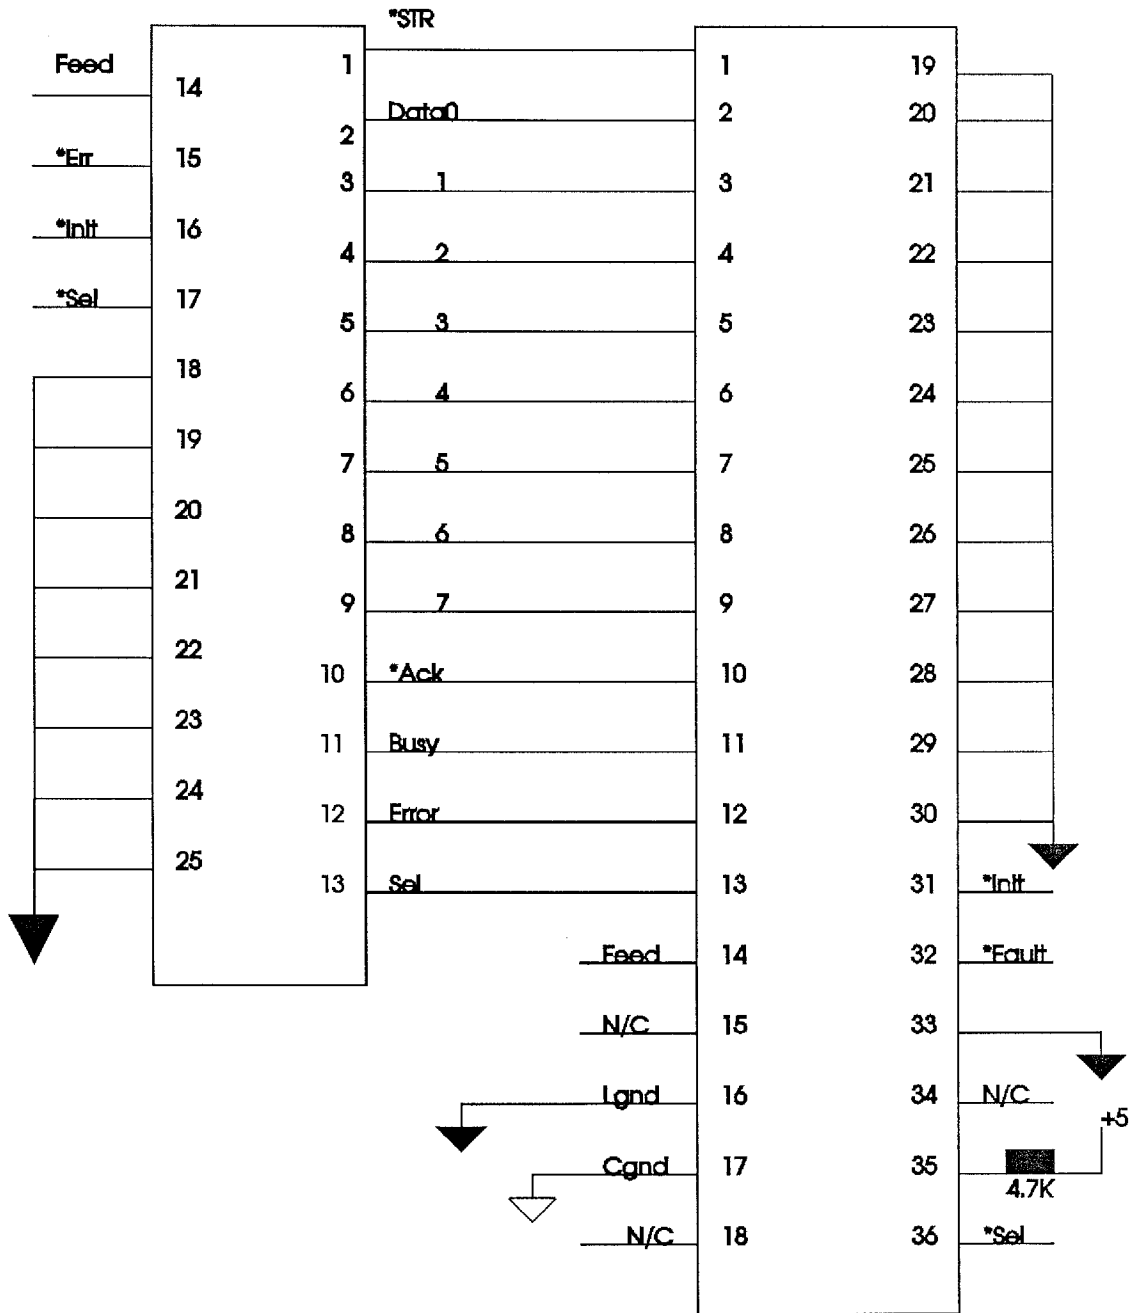 *STR
Feed 14 1 1 19
Data0 2 2 20
*Err 15 3 1 3 21
*Init 16 4 2 4 22
*Sel 17 5 3 5 23
18 6 4 6 24
19 7 5 7 25
20 8 6 8 26
21 9 7 9 27
22 10 *Ack 10 28
23 11 Busy 11 29
24 12 Error 12 30
25 13 Sel 13 31 *Init
Feed 14 32 *Fault
N/C 15 33
Lgnd 16 34 N/C
+5
Cgnd 17 35
4.7K
N/C 18 36 *Sel